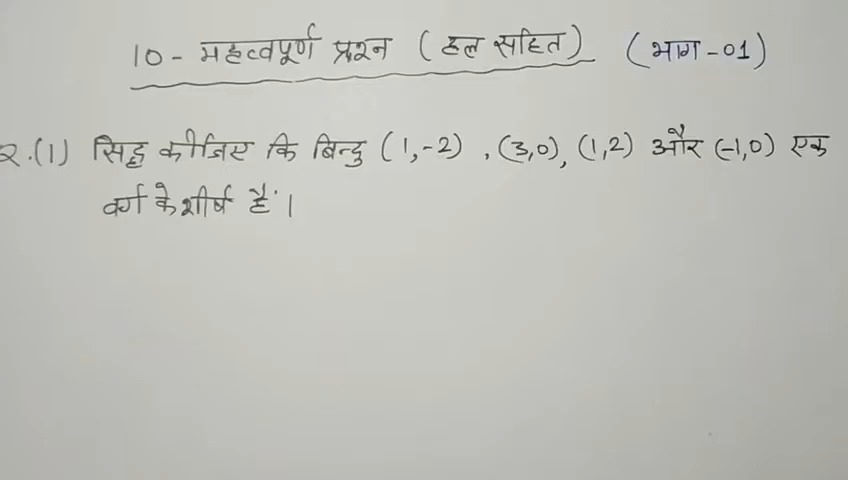 10 - महत्वपूर्ण प्रश्न ( हल सहित ) ( भाग -01 )
२.(1) सिद्ध कीजिए कि बिन्दु (1,-2) , (3,0), (1,2) और (-1,0) एक
वर्ग के शीर्ष हैं ।